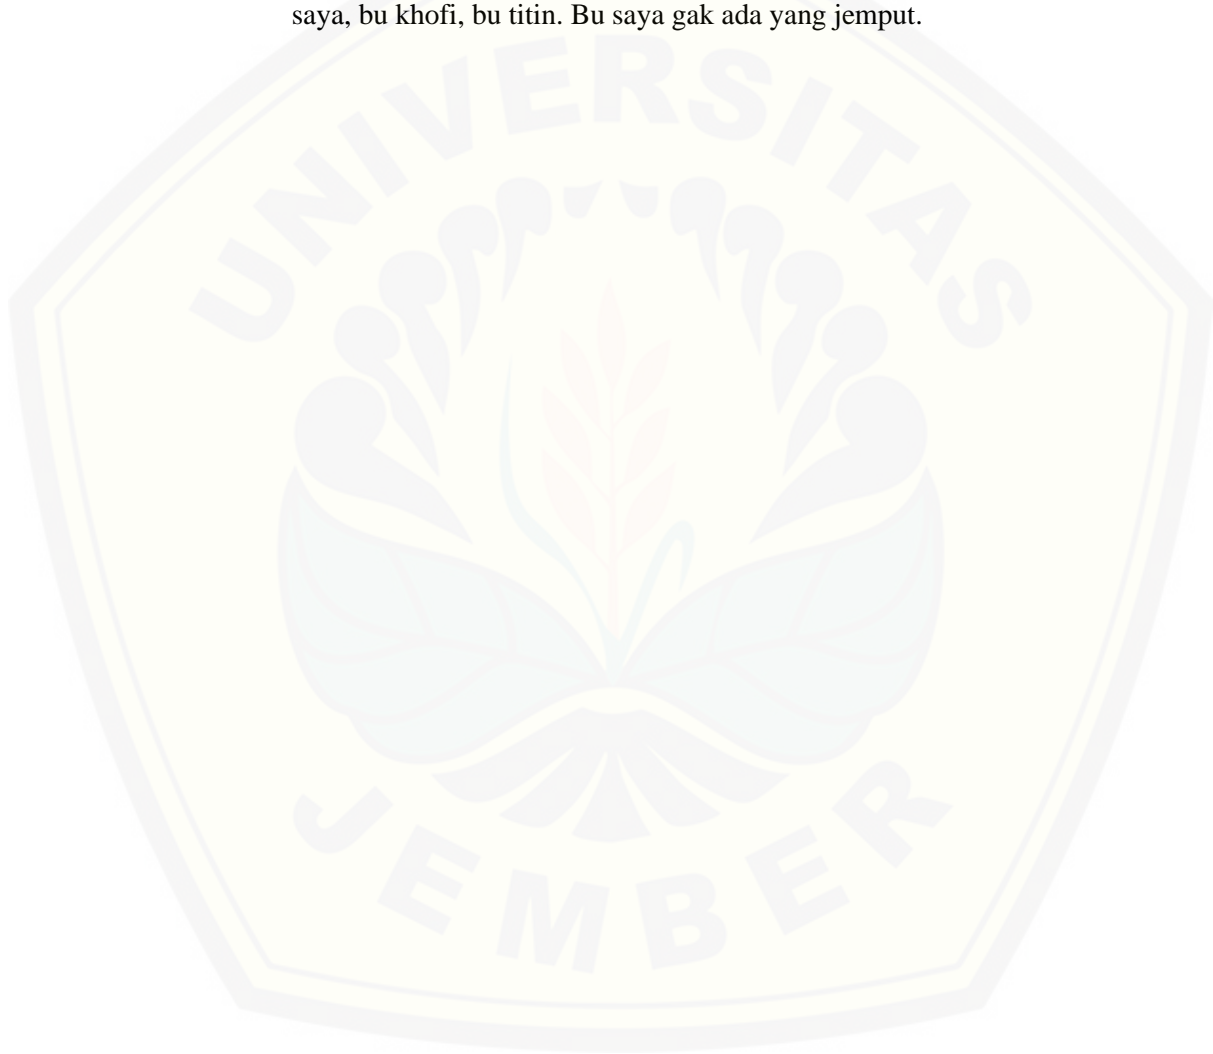 saya, bu khofi, bu titin. Bu saya gak ada yang jemput.
UNIVERSITAS
JEMBER